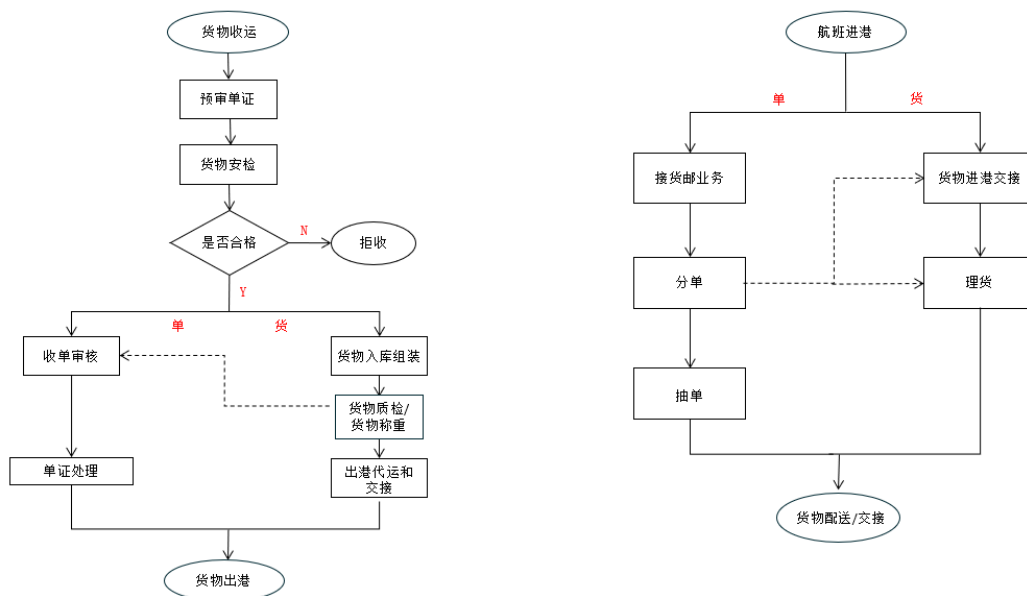 货物收运
预审单证
货物安检
是否合格
N
拒收
Y
单
货
收单审核
货物入库组装
货物质检/
货物称重
单证处理
出港代运和
交接
货物出港
航班进港
单
货
接货邮业务
货物进港交接
分单
理货
抽单
货物配送/交接